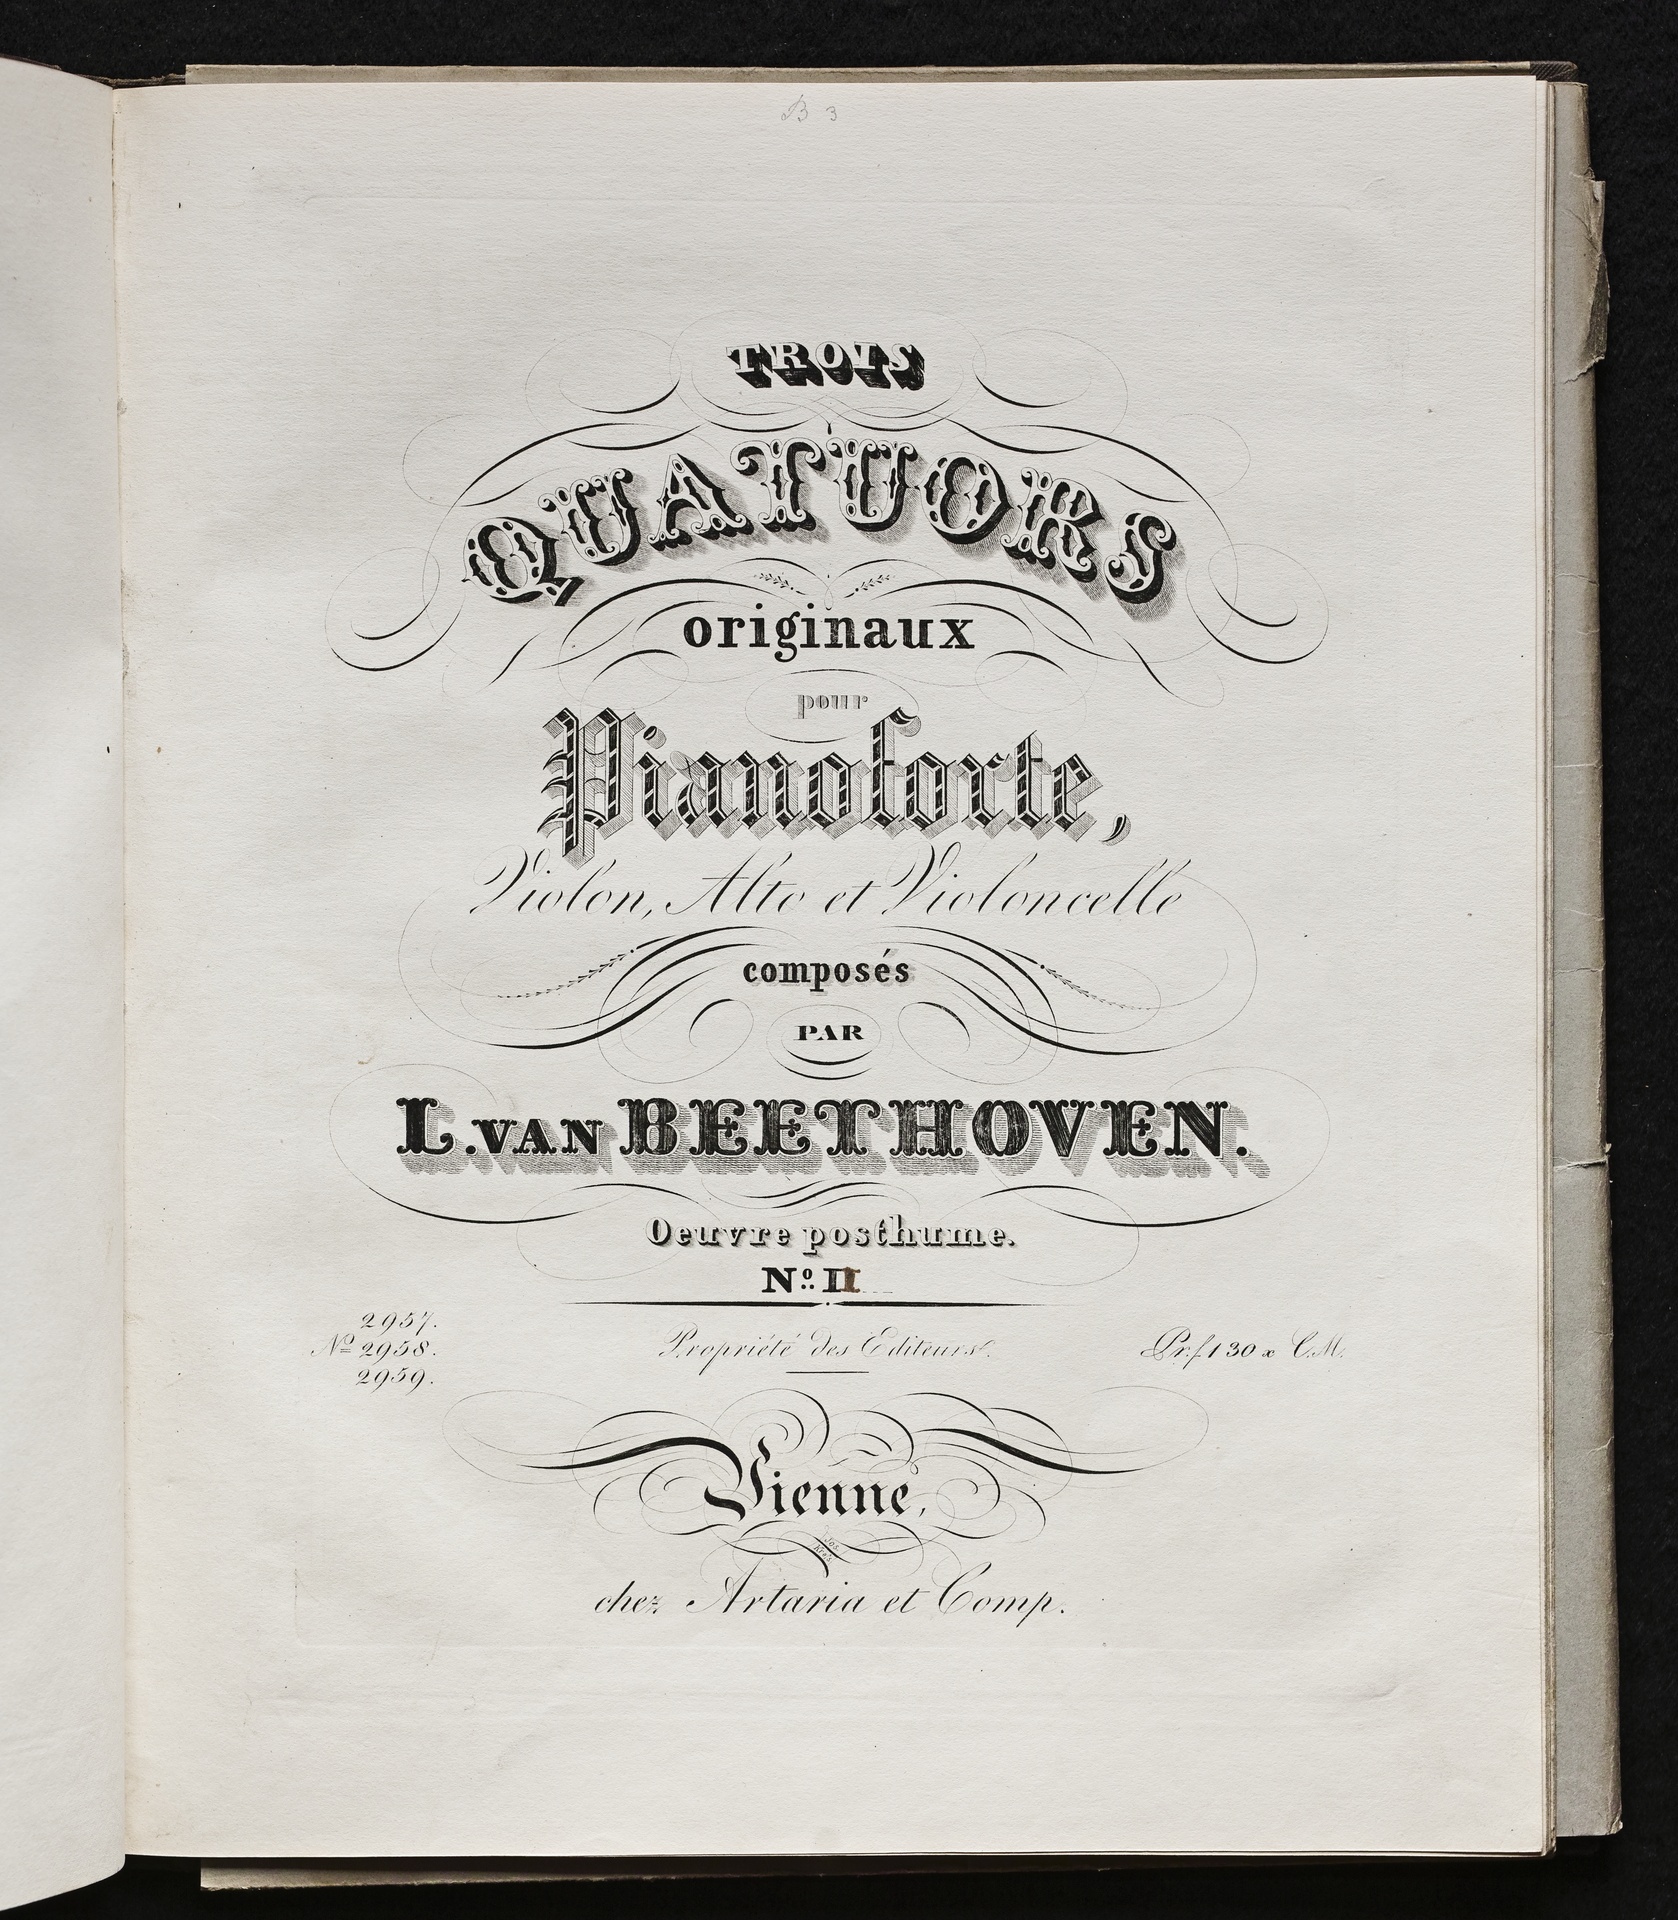 B 3
TROIS
QUATUORS
originaux
pour
Pianoforte,
Violon, Alto et Violoncelle
composés
PAR
L. VAN BEETHOVEN.
Oeuvre posthume.
No. II
2957.
No 2958.
2959.
Propriété des Editeurs.
Pr. f 1 30 x C.M.
Vienne,
Jos.
chez Artaria et Comp.